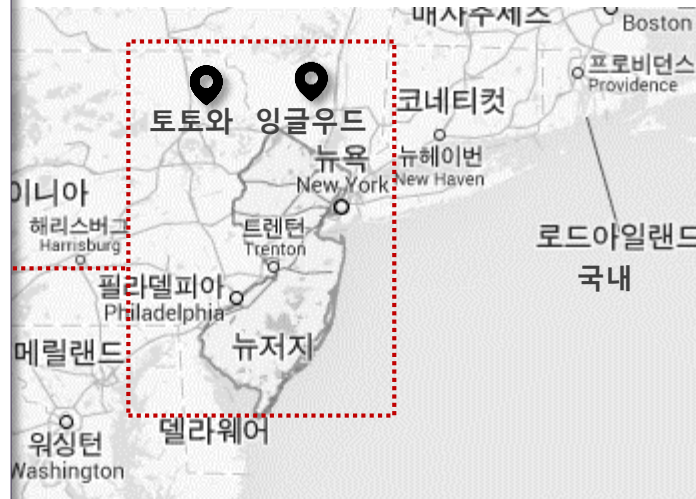 매사추세츠
Boston
프로비던스
Providence
코네티컷
토토와
잉글우드
뉴욕
New York
뉴헤이번
New Haven
이니아
해리스버그
Harrisburg
트렌턴
Trenton
로드아일랜드
국내
필라델피아
Philadelphia
뉴저지
메릴랜드
델라웨어
워싱턴
Washington